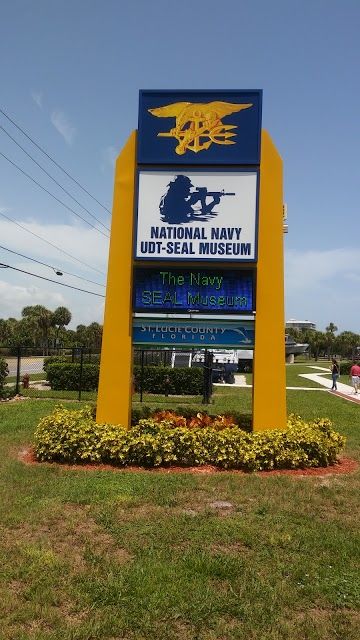 NATIONAL NAVY
UDT-SEAL MUSEUM
The Navy
SEAL Museum
ST. LUCIE COUNTY
FLORIDA